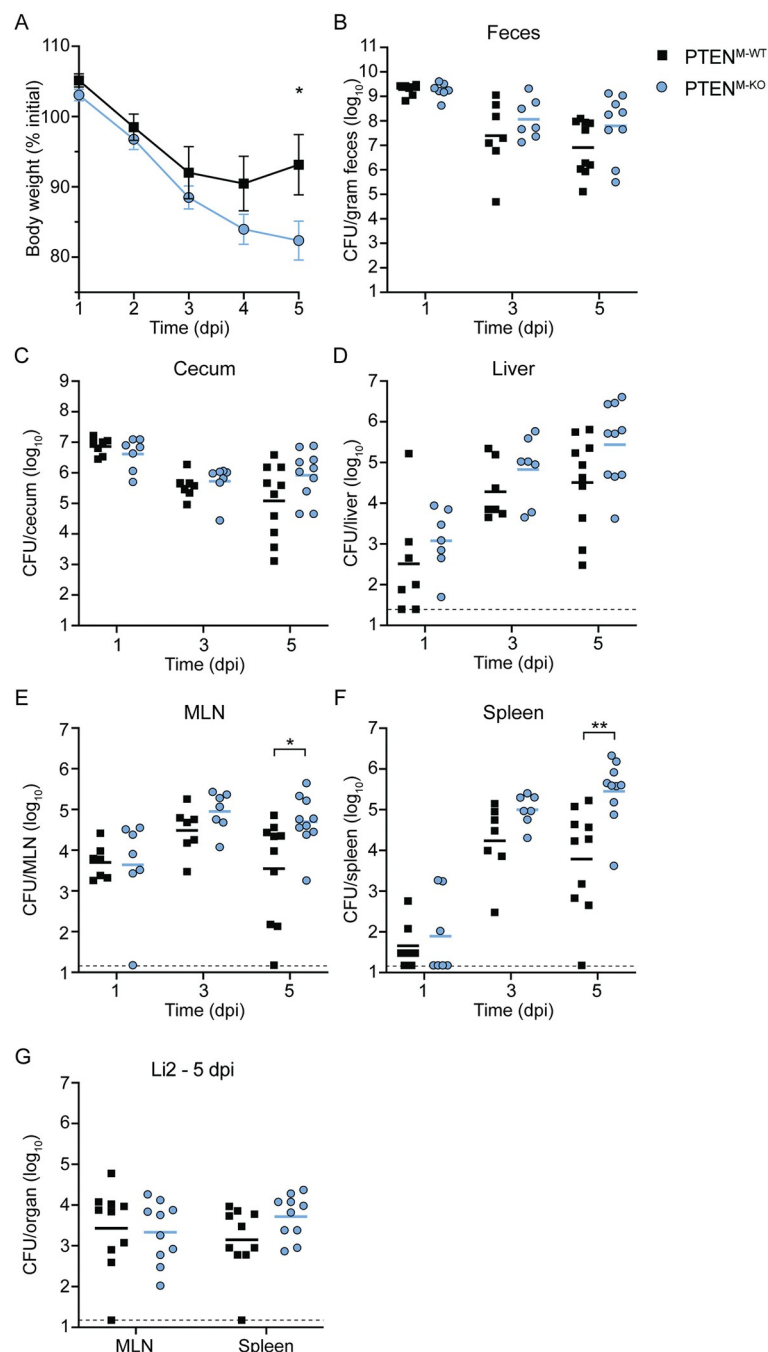 A
B
Feces
PTENM-WT
PTENM-KO
Body weight (% initial)
110
100
90
80
*
1 2 3 4 5
Time (dpi)
CFU/gram feces (log10)
11
10
9
8
7
6
5
4
3
2
1
1 3 5
Time (dpi)
C
Cecum
CFU/cecum (log10)
9
8
7
6
5
4
3
2
1
1 3 5
Time (dpi)
D
Liver
CFU/liver (log10)
7
6
5
4
3
2
1
1 3 5
Time (dpi)
E
MLN
CFU/MLN (log10)
7
6
5
4
3
2
1
*
1 3 5
Time (dpi)
F
Spleen
CFU/spleen (log10)
7
6
5
4
3
2
1
**
1 3 5
Time (dpi)
G
Li2 - 5 dpi
CFU/organ (log10)
7
6
5
4
3
2
1
MLN Spleen